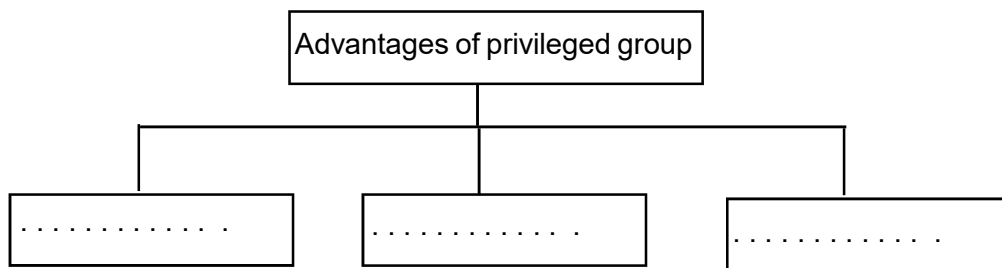 Advantages of privileged group
. . . . . . . . . . . . .
. . . . . . . . . . . . .
. . . . . . . . . . . . .